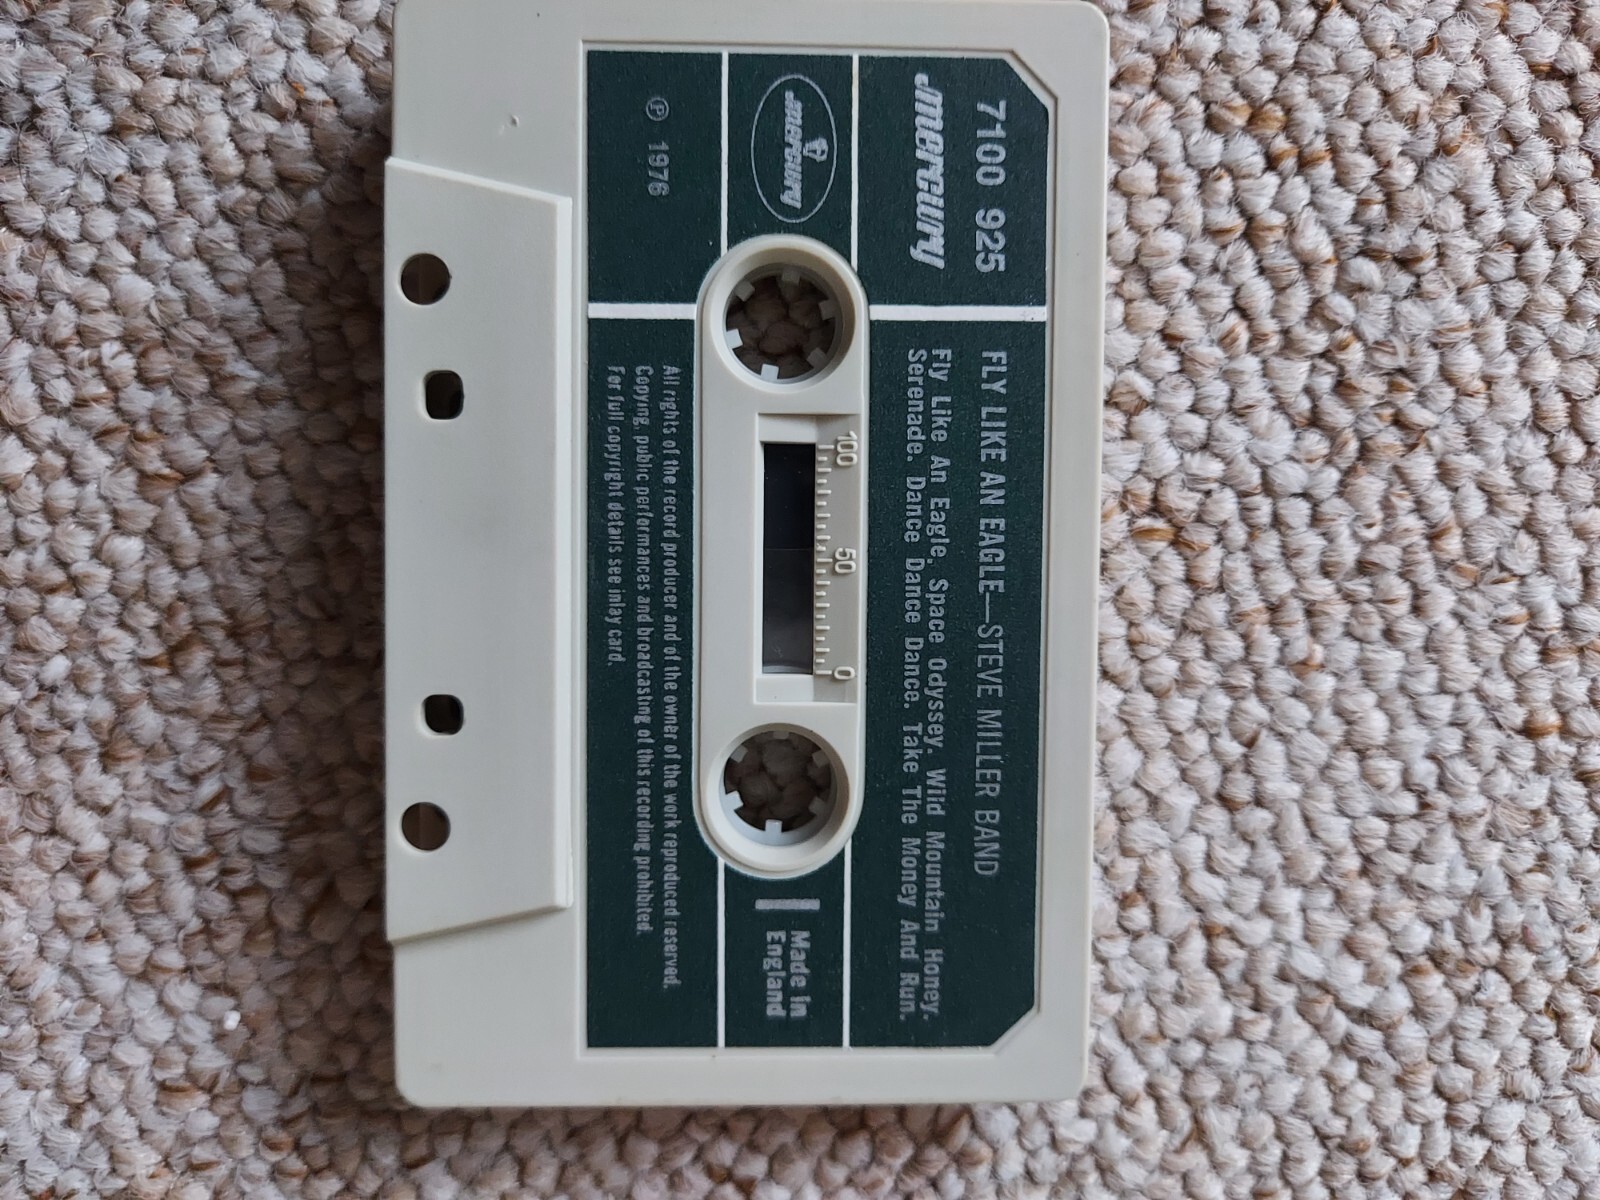 7100 925
mercury
FLY LIKE AN EAGLE—STEVE MILLER BAND
Fly Like An Eagle. Space Odyssey. Wild Mountain Honey.
Serenade. Dance Dance Dance. Take The Money And Run.
mercury
100 50 0
Made in
England
℗ 1976
All rights of the record producer and of the owner of the work reproduced reserved.
Copying, public performances and broadcasting of this recording prohibited.
For full copyright details see inlay card.